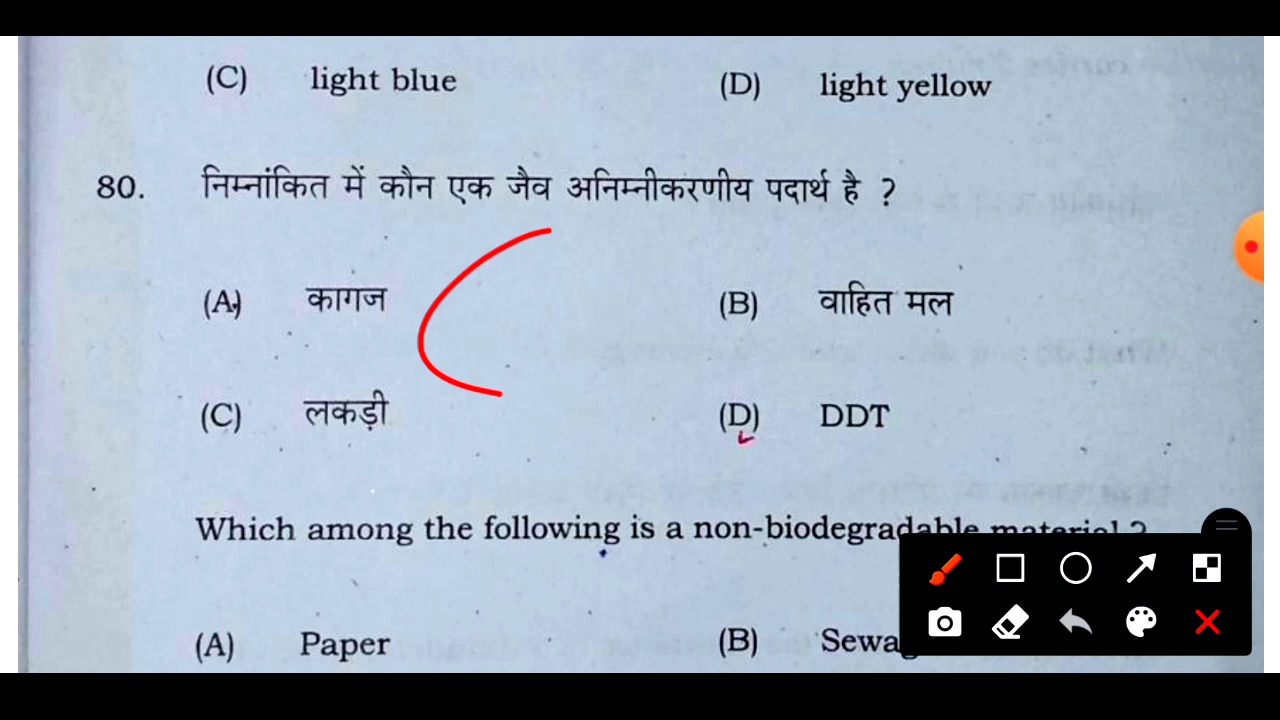 (C) light blue (D) light yellow
80. निम्नांकित में कौन एक जैव अनिम्नीकरणीय पदार्थ है ?
(A) कागज (B) वाहित मल
(C) लकड़ी (D) DDT
Which among the following is a non-biodegradable material ?
(A) Paper (B)